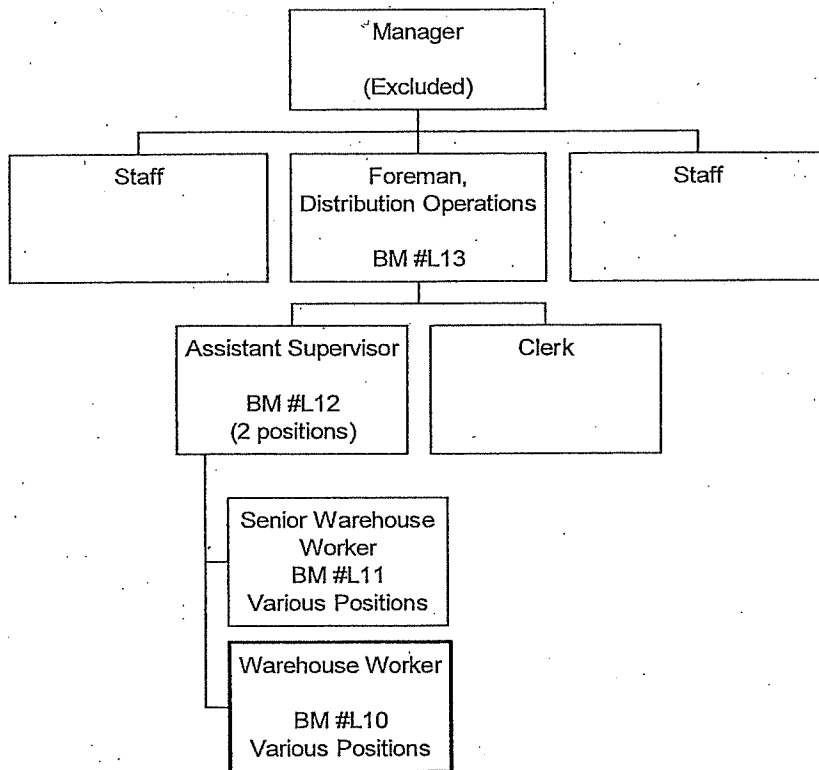 Manager
(Excluded)
Staff
Foreman,
Distribution Operations
BM #L13
Staff
Assistant Supervisor
BM #L12
(2 positions)
Clerk
Senior Warehouse
Worker
BM #L11
Various Positions
Warehouse Worker
BM #L10
Various Positions